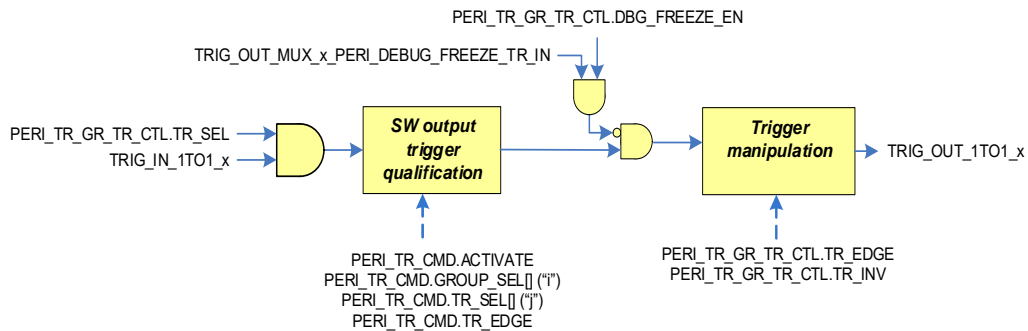 PERI_TR_GR_TR_CTL.DBG_FREEZE_EN
TRIG_OUT_MUX_x_PERI_DEBUG_FREEZE_TR_IN
PERI_TR_GR_TR_CTL.TR_SEL
TRIG_IN_1TO1_x
SW output
trigger
qualification
Trigger
manipulation
TRIG_OUT_1TO1_x
PERI_TR_CMD.ACTIVATE
PERI_TR_CMD.GROUP_SEL[] (“i”)
PERI_TR_CMD.TR_SEL[] (“j”)
PERI_TR_CMD.TR_EDGE
PERI_TR_GR_TR_CTL.TR_EDGE
PERI_TR_GR_TR_CTL.TR_INV